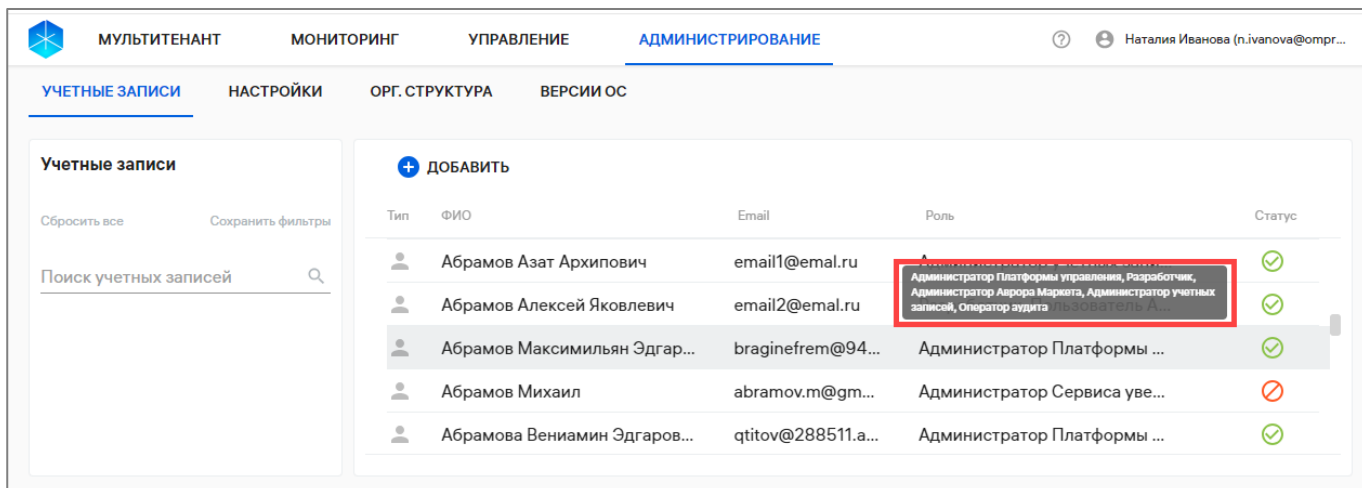 МУЛЬТИТЕНАНТ МОНИТОРИНГ УПРАВЛЕНИЕ АДМИНИСТРИРОВАНИЕ Наталия Иванова (n.ivanova@ompr...
УЧЕТНЫЕ ЗАПИСИ НАСТРОЙКИ ОРГ. СТРУКТУРА ВЕРСИИ ОС
Учетные записи
Сбросить все Сохранить фильтры
Поиск учетных записей
ДОБАВИТЬ
Тип ФИО Email Роль Статус
Абрамов Азат Архипович email1@emal.ru
Администратор Платформы управления, Разработчик,
Администратор Аврора Маркета, Администратор учетных
записей, Оператор аудита
Абрамов Алексей Яковлевич email2@emal.ru
Абрамов Максимильян Эдгар... braginefrem@94... Администратор Платформы ...
Абрамов Михаил abramov.m@gm... Администратор Сервиса уве...
Абрамова Вениамин Эдгаров... qtitov@288511.a... Администратор Платформы ...